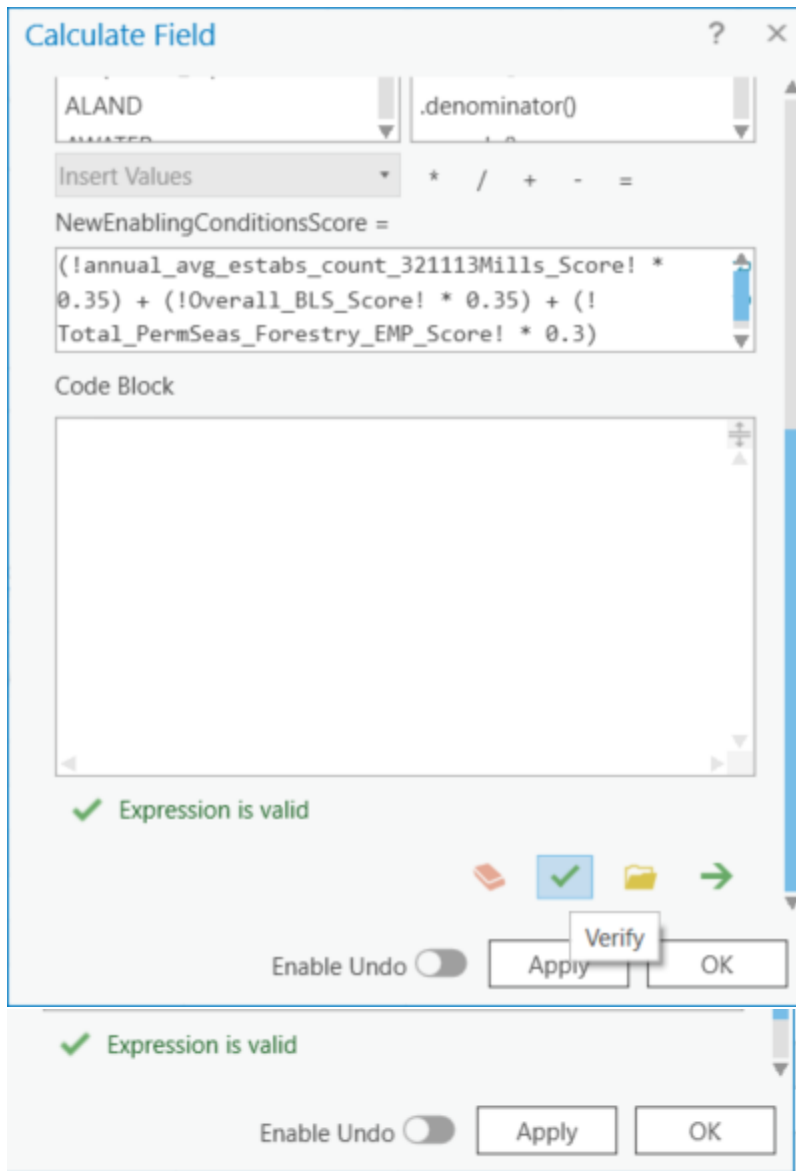 Calculate Field ? ×
ALAND .denominator()
Insert Values * / + - =
NewEnablingConditionsScore =
(!annual_avg_estabs_count_321113Mills_Score! *
0.35) + (!Overall_BLS_Score! * 0.35) + (!
Total_PermSeas_Forestry_EMP_Score! * 0.3)
Code Block
Expression is valid
Verify
Enable Undo Apply OK
Expression is valid
Enable Undo Apply OK